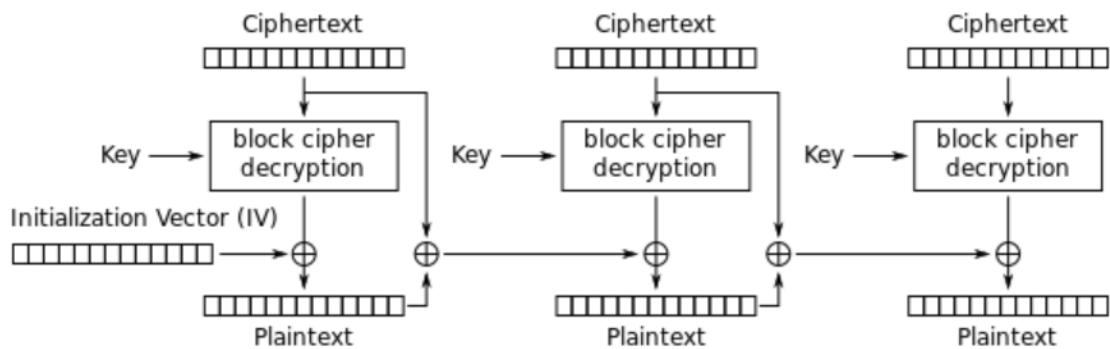 Ciphertext
Ciphertext
Ciphertext
Key
block cipher
decryption
Key
block cipher
decryption
Key
block cipher
decryption
Initialization Vector (IV)
Plaintext
Plaintext
Plaintext